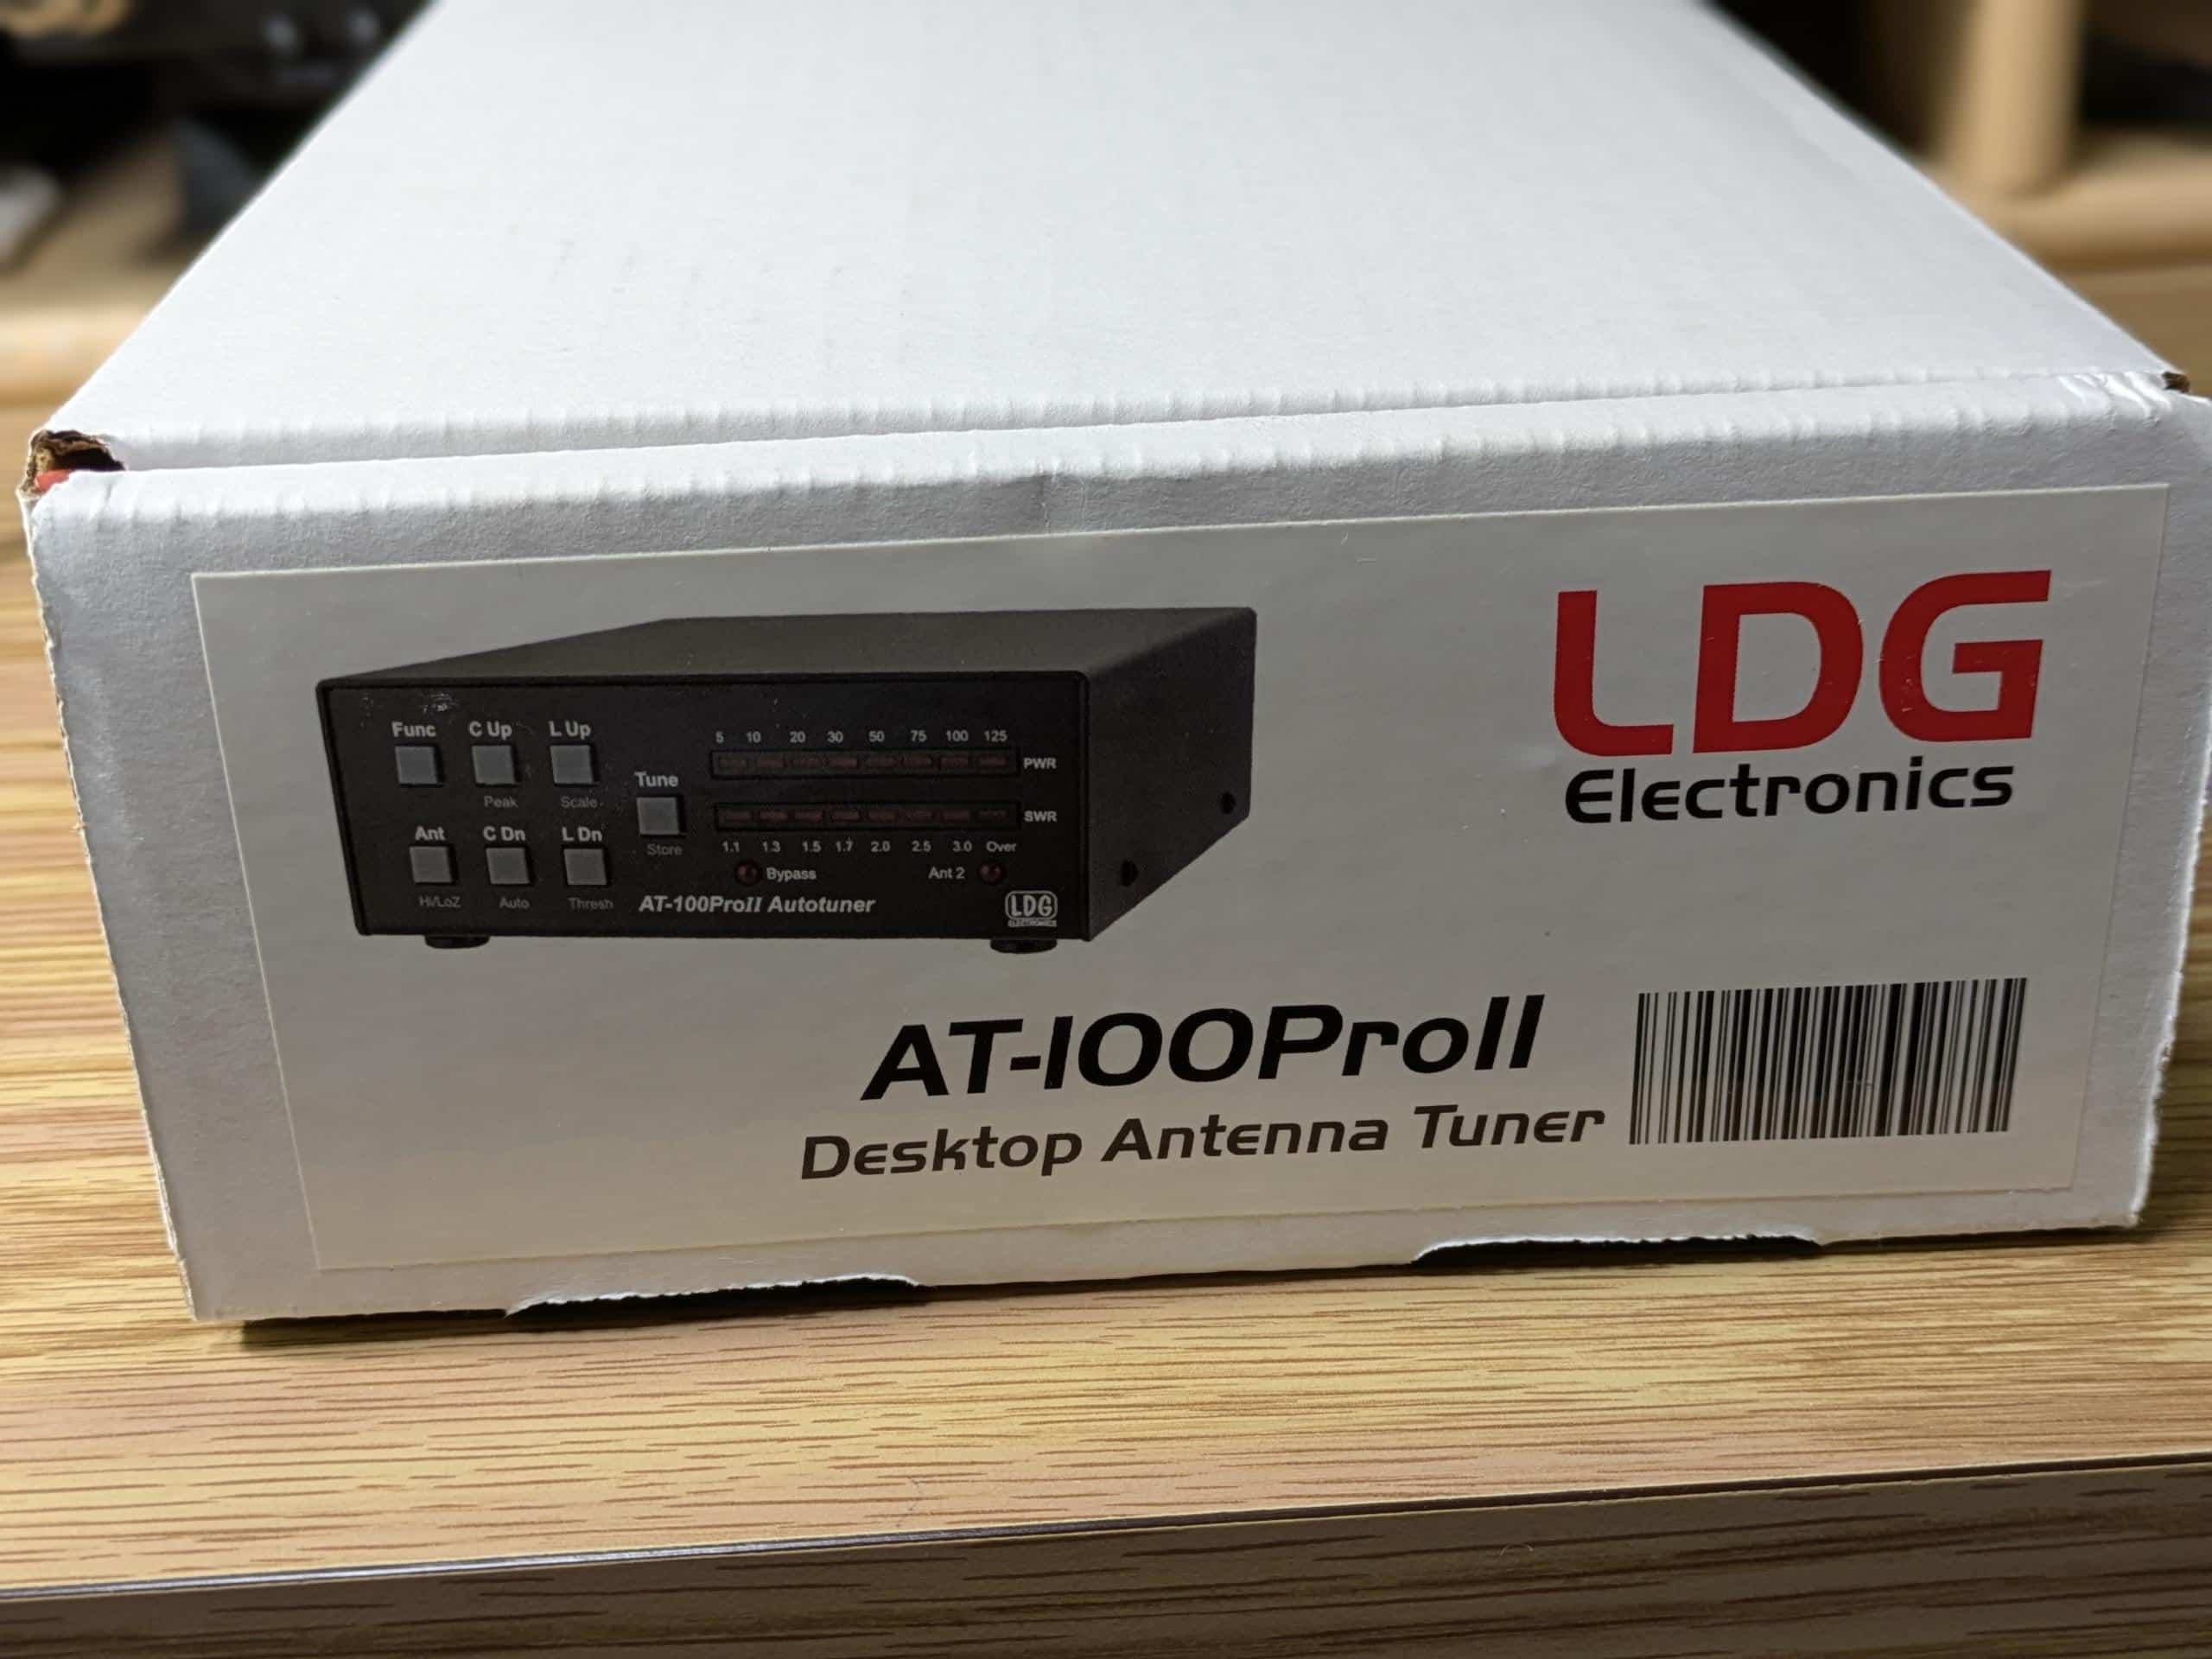 LDG
Electronics
Func C Up L Up
Peak Scale
Tune
Store
Ant C Dn L Dn
Hi/LoZ Auto Thresh
5 10 20 30 50 75 100 125
PWR
SWR
1.1 1.3 1.5 1.7 2.0 2.5 3.0 Over
Bypass Ant 2
AT-100ProII Autotuner
LDG
ELECTRONICS
AT-100ProII
Desktop Antenna Tuner